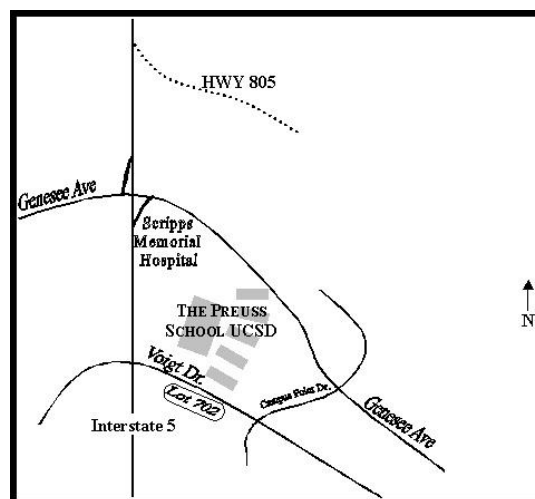 HWY 805
Genesee Ave
Scripps
Memorial
Hospital
THE PREUSS
SCHOOL UCSD
N
Voigt Dr.
Lot 702
Campus Point Dr.
Genesee Ave
Interstate 5